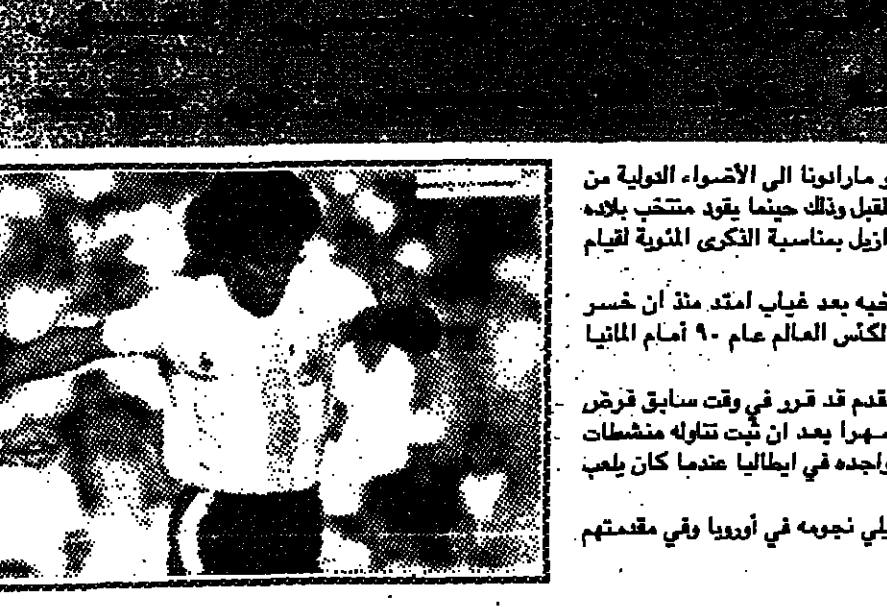 و مارادونا الى الأضواء الدولية من
لقبل وذلك حينما يقود منتخب بلاده
ازيل بمناسبة الذكرى المئوية لقيام
خيه بعد غياب امتد منذ أن خسر
لكأس العالم عام ٩٠ أمام المانيا
قدم قد قرر في وقت سابق فرض
سهرا بعد ان ثبت تناوله منشطات
واجده في ايطاليا عندما كان يلعب
يلي نجومه في أوروبا وفي مقدمتهم